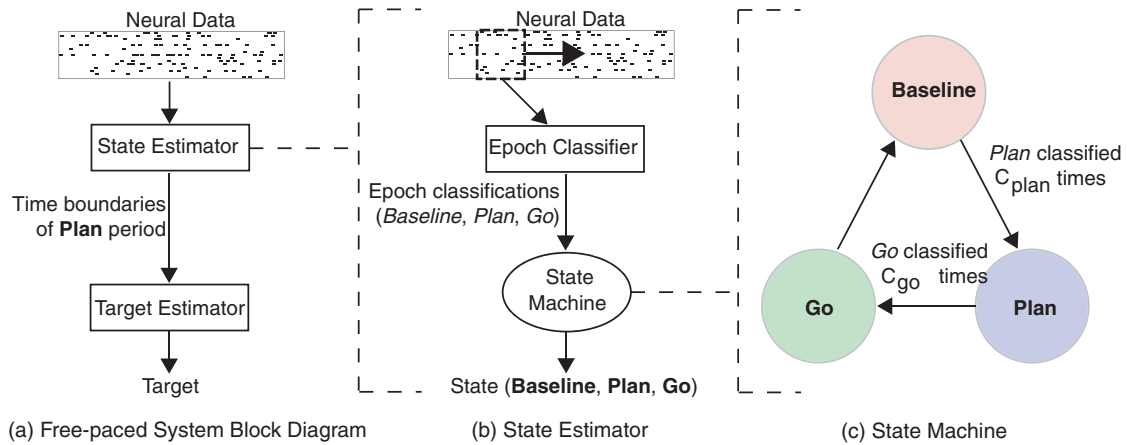 Neural Data
State Estimator
Time boundaries
of Plan period
Target Estimator
Target
(a) Free-paced System Block Diagram
Neural Data
Epoch Classifier
Epoch classifications
(Baseline, Plan, Go)
State
Machine
State (Baseline, Plan, Go)
(b) State Estimator
Baseline
Plan classified
Cplan times
Go classified
Cgo times
Go
Plan
(c) State Machine